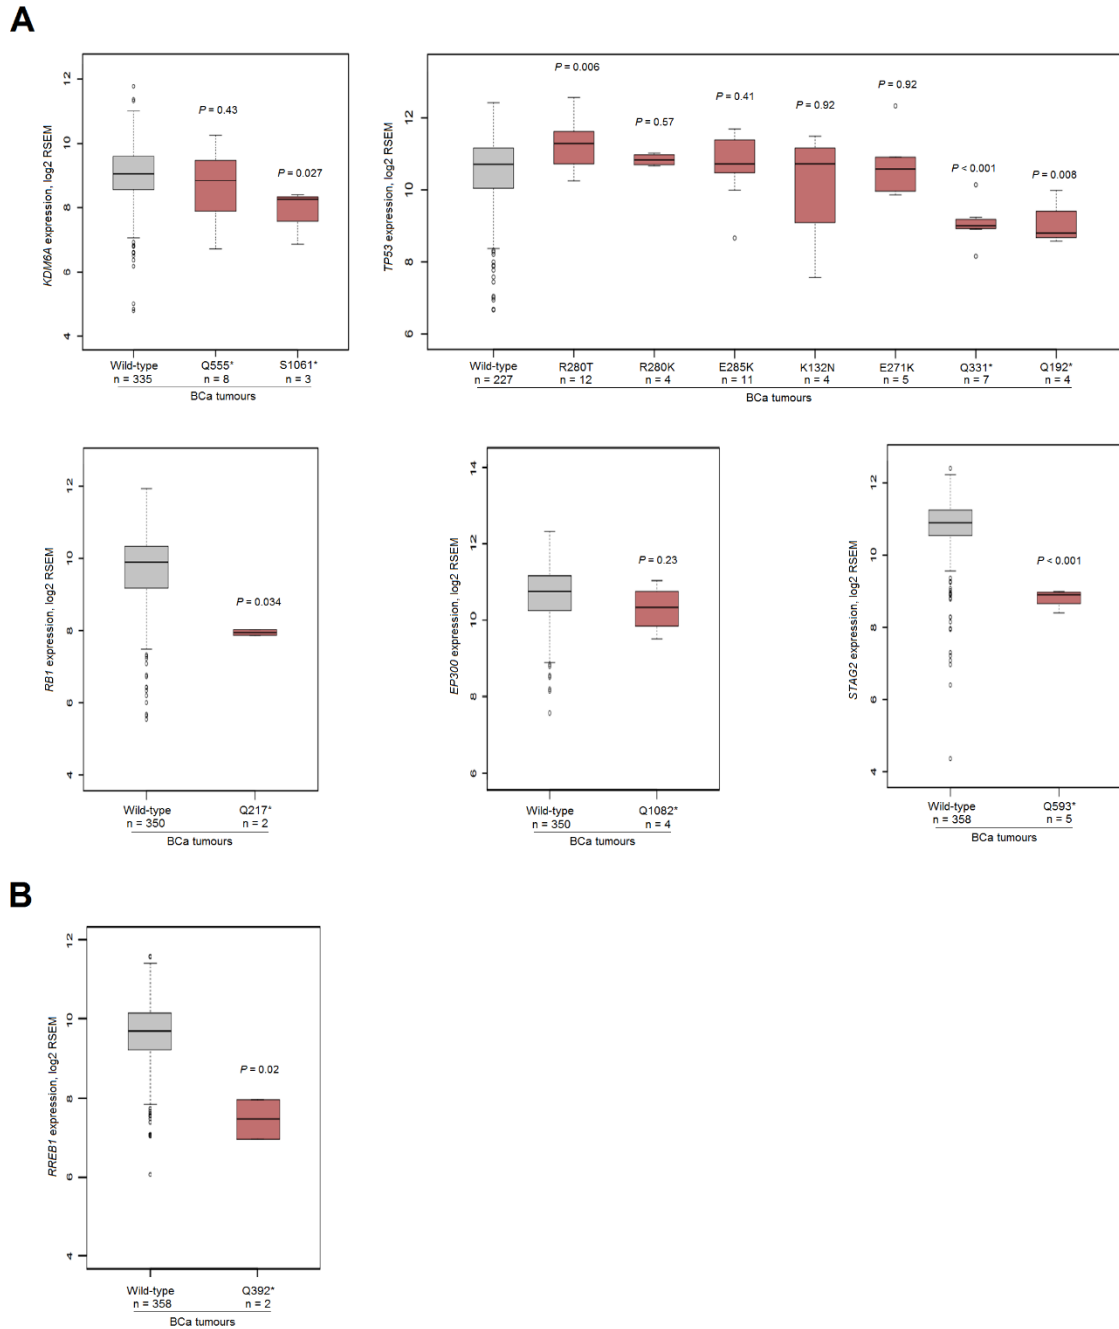 A
KDM6A expression, log2 RSEM
12
10
8
6
4
P = 0.43
P = 0.027
Wild-type
n = 335
Q555*
n = 8
S1061*
n = 3
BCa tumours
TP53 expression, log2 RSEM
12
10
8
6
P = 0.006
P = 0.57
P = 0.41
P = 0.92
P = 0.92
P < 0.001
P = 0.008
Wild-type
n = 227
R280T
n = 12
R280K
n = 4
E285K
n = 11
K132N
n = 4
E271K
n = 5
Q331*
n = 7
Q192*
n = 4
BCa tumours
RB1 expression, log2 RSEM
12
10
8
6
4
P = 0.034
Wild-type
n = 350
Q217*
n = 2
BCa tumours
EP300 expression, log2 RSEM
14
12
10
8
6
P = 0.23
Wild-type
n = 350
Q1082*
n = 4
BCa tumours
STAG2 expression, log2 RSEM
12
10
8
6
4
P < 0.001
Wild-type
n = 358
Q593*
n = 5
BCa tumours
B
RREB1 expression, log2 RSEM
12
10
8
6
4
P = 0.02
Wild-type
n = 358
Q392*
n = 2
BCa tumours